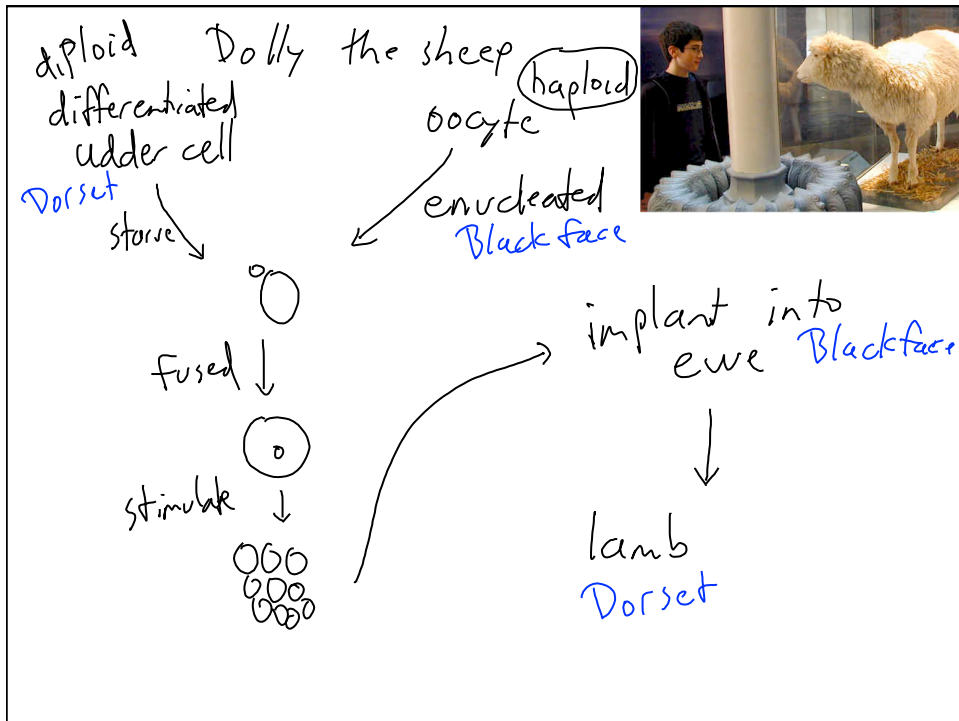 Dolly the sheep
diploid
differentiated
udder cell
Dorset
starve
haploid
oocyte
enucleated
Blackface
fused
stimulate
implant into
ewe Blackface
lamb
Dorset